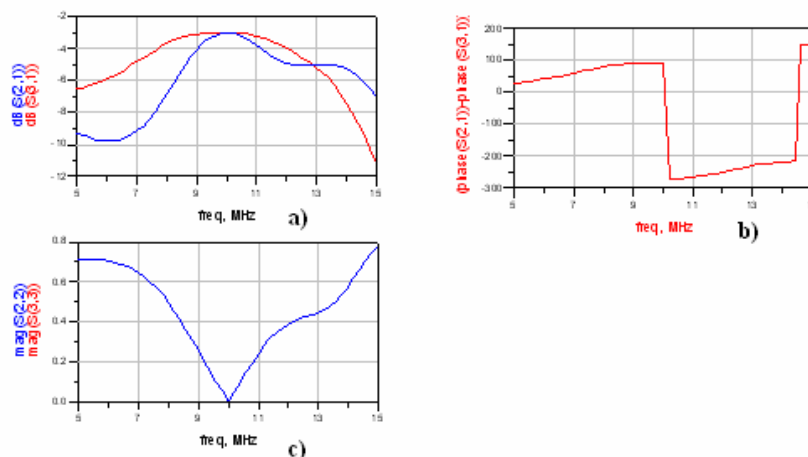 -2
-4
-6
-8
-10
-12
dB(S(2,1))
dB(S(3,1))
5 7 9 11 13 15
freq, MHz
a)
200
100
0
-100
-200
-300
(phase(S(2,1))-phase(S(3,1))
5 7 9 11 13
freq, MHz
b)
0.8
0.6
0.4
0.2
0.0
mag(S(2,2))
mag(S(3,3))
5 7 9 11 13 15
freq, MHz
c)